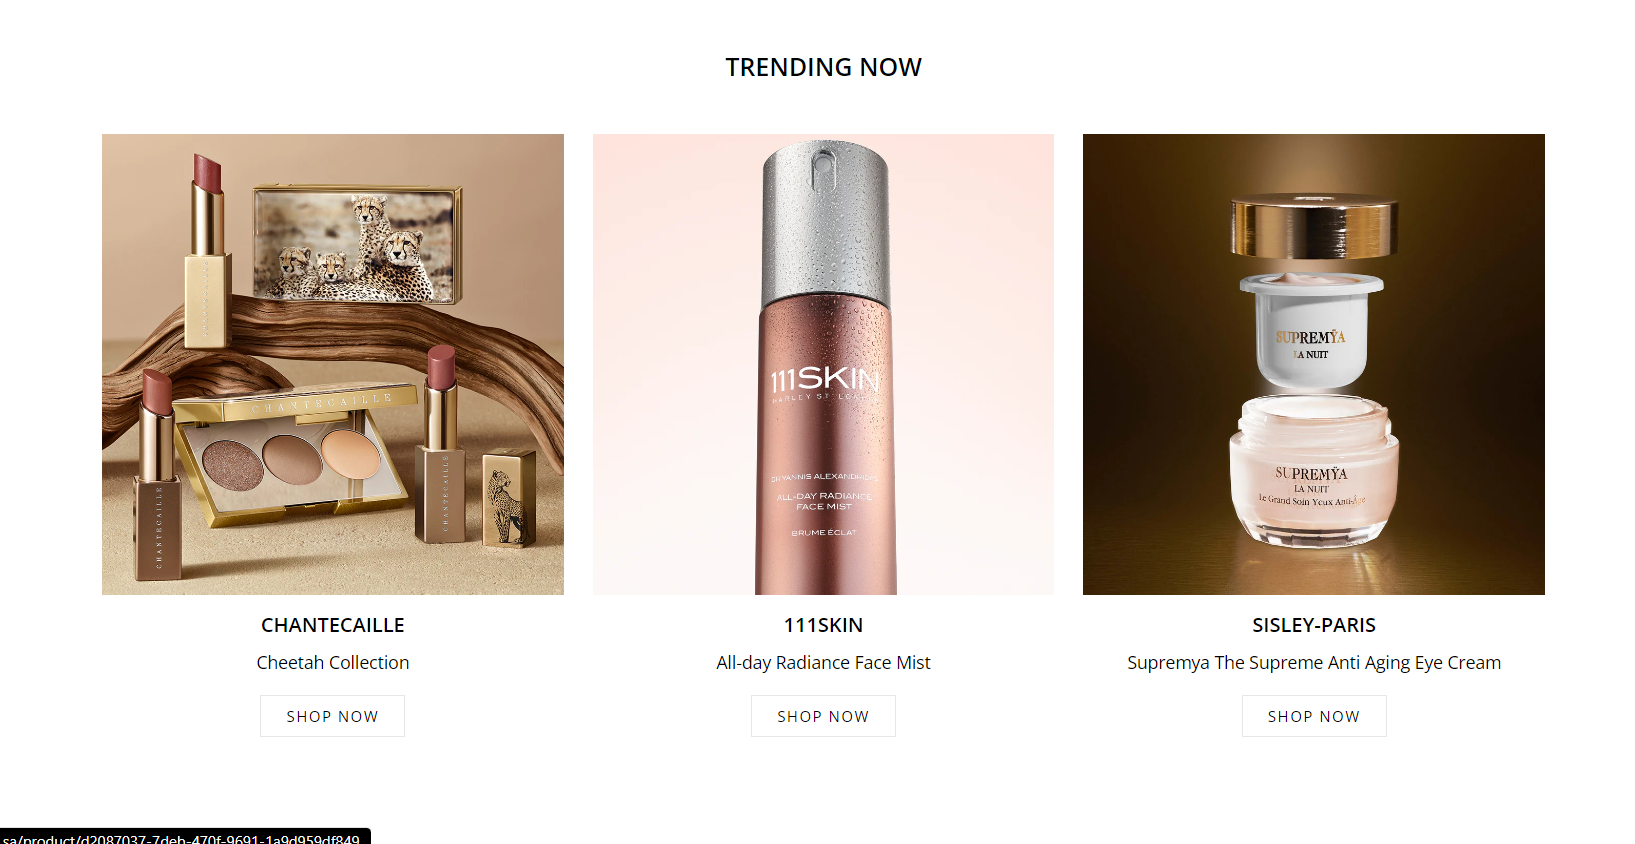 TRENDING NOW
CHANTECAILLE
CHANTECAILLE
CHANTECAILLE
CHANTECAILLE
111SKIN
HARLEY ST. LONDON
DR YANNIS ALEXANDRIDES
ALL-DAY RADIANCE
FACE MIST
BRUME ÉCLAT
SUPREMŸA
LA NUIT
SUPREMŸA
LA NUIT
Le Grand Soin Yeux Anti-Âge
CHANTECAILLE
Cheetah Collection
SHOP NOW
111SKIN
All-day Radiance Face Mist
SHOP NOW
SISLEY-PARIS
Supremya The Supreme Anti Aging Eye Cream
SHOP NOW
sa/product/d2087037-7deb-470f-9691-1a9d959df849